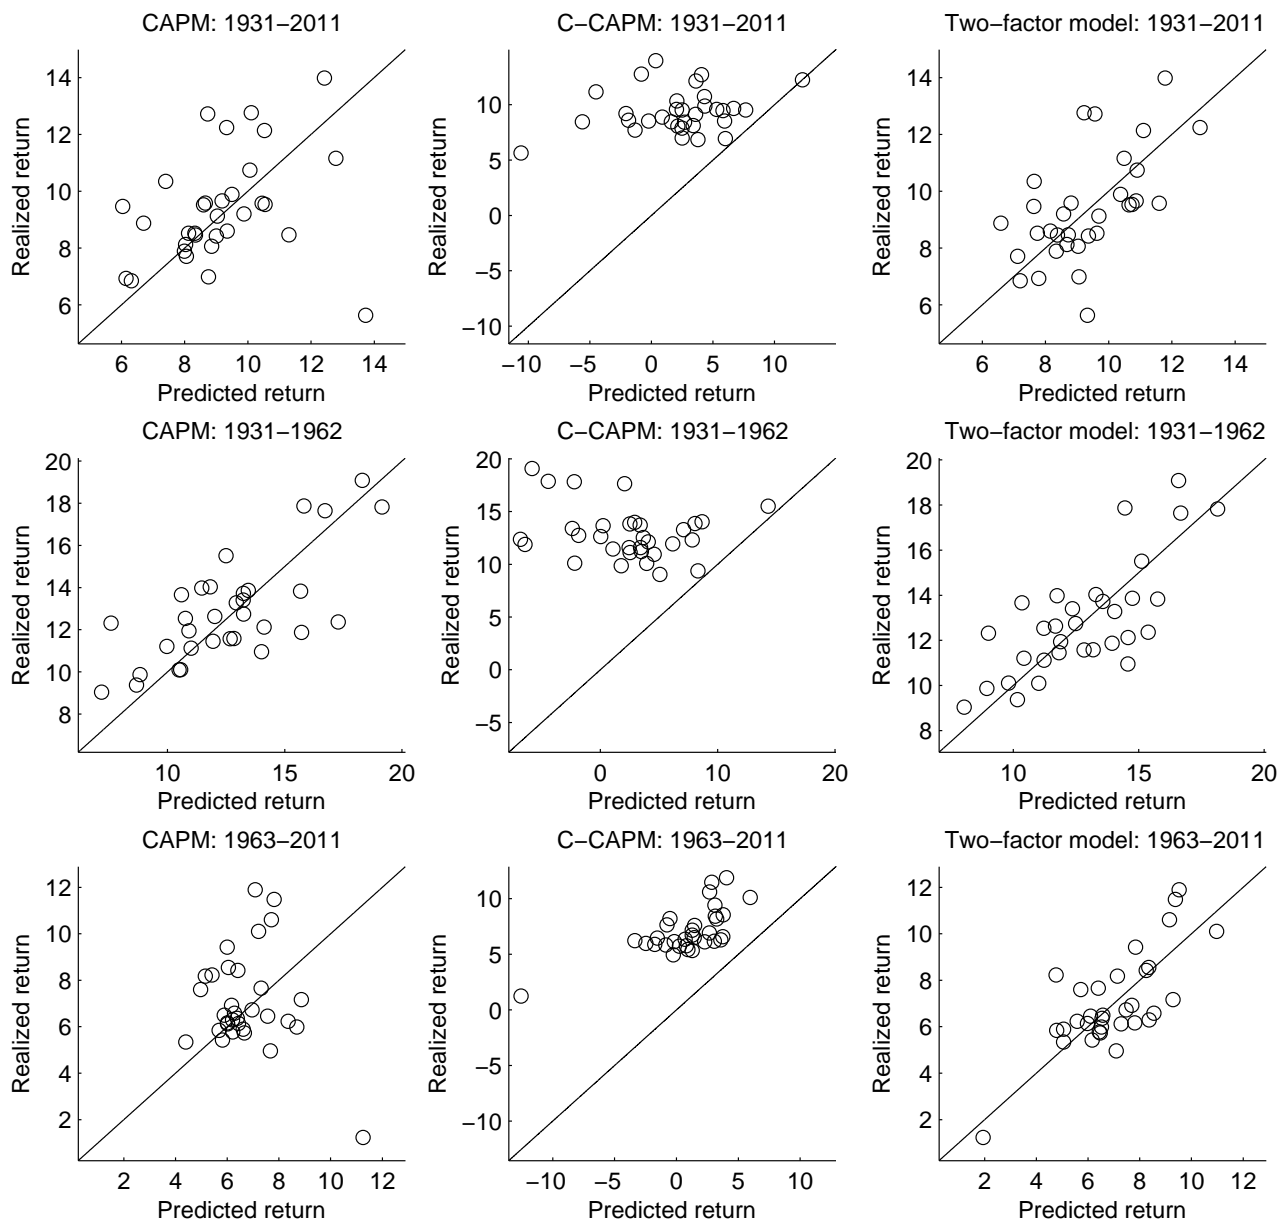 CAPM: 1931−2011
14
12
10
8
6
Realized return
6 8 10 12 14
Predicted return
C−CAPM: 1931−2011
10
5
0
−5
−10
Realized return
−10 −5 0 5 10
Predicted return
Two−factor model: 1931−2011
14
12
10
8
6
Realized return
6 8 10 12 14
Predicted return
CAPM: 1931−1962
20
18
16
14
12
10
8
Realized return
10 15 20
Predicted return
C−CAPM: 1931−1962
20
15
10
5
0
−5
Realized return
0 10 20
Predicted return
Two−factor model: 1931−1962
20
18
16
14
12
10
8
Realized return
10 15 20
Predicted return
CAPM: 1963−2011
12
10
8
6
4
2
Realized return
2 4 6 8 10 12
Predicted return
C−CAPM: 1963−2011
10
5
0
−5
−10
Realized return
−10 −5 0 5 10
Predicted return
Two−factor model: 1963−2011
12
10
8
6
4
2
Realized return
2 4 6 8 10 12
Predicted return